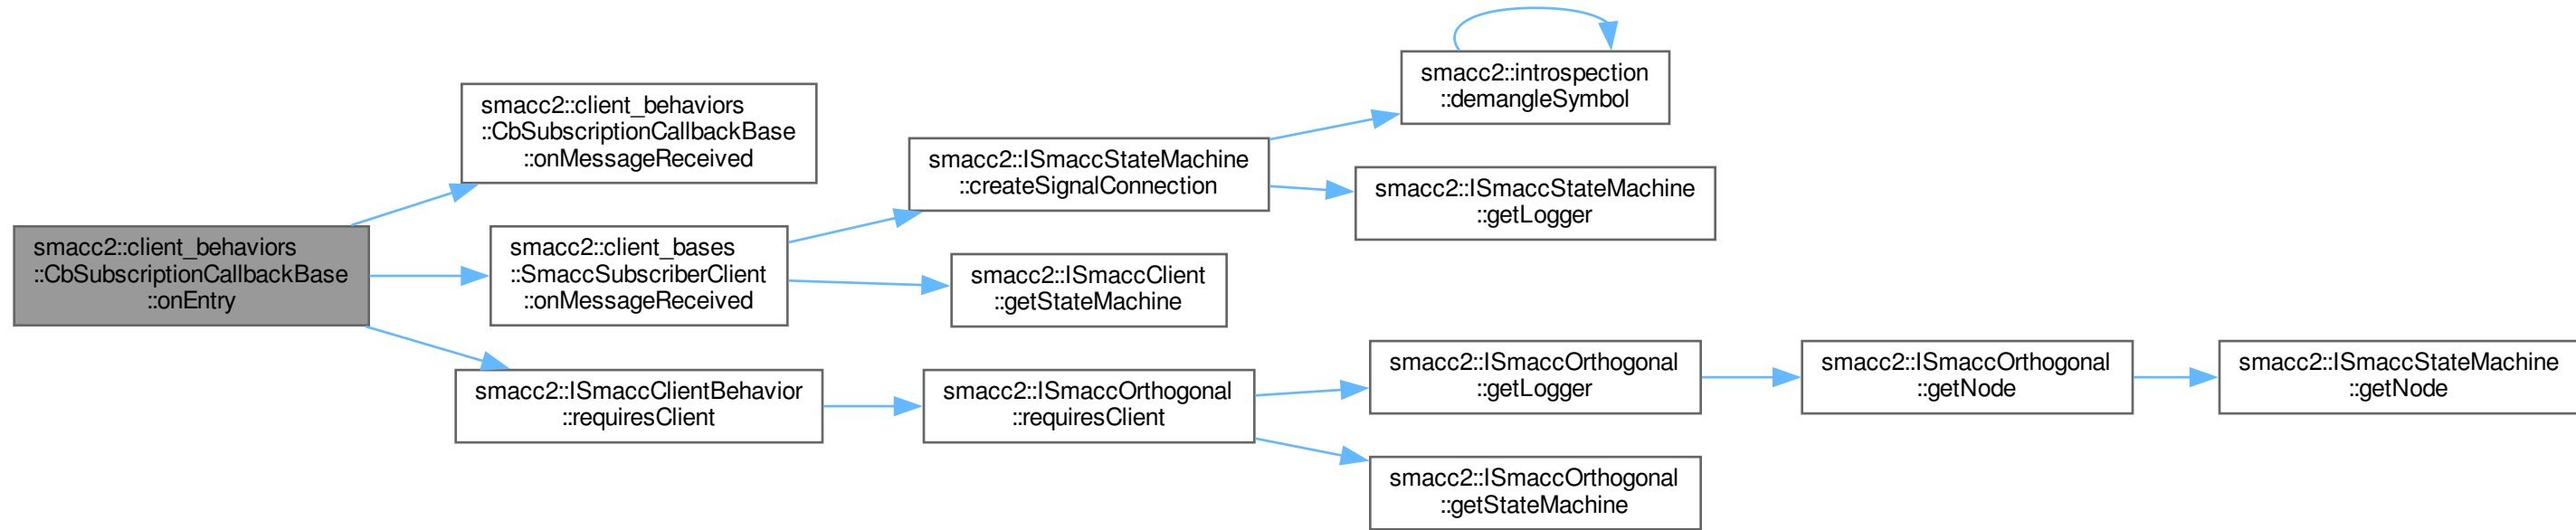 smacc2::client_behaviors
::CbSubscriptionCallbackBase
::onEntry
smacc2::client_behaviors
::CbSubscriptionCallbackBase
::onMessageReceived
smacc2::client_bases
::SmaccSubscriberClient
::onMessageReceived
smacc2::ISmaccClientBehavior
::requiresClient
smacc2::ISmaccStateMachine
::createSignalConnection
smacc2::ISmaccClient
::getStateMachine
smacc2::ISmaccOrthogonal
::requiresClient
smacc2::introspection
::demangleSymbol
smacc2::ISmaccStateMachine
::getLogger
smacc2::ISmaccOrthogonal
::getLogger
smacc2::ISmaccOrthogonal
::getStateMachine
smacc2::ISmaccOrthogonal
::getNode
smacc2::ISmaccStateMachine
::getNode